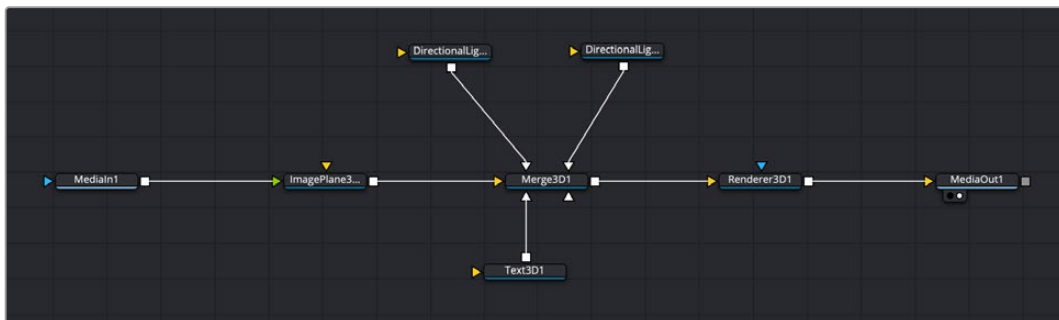 DirectionalLig...
DirectionalLig...
MediaIn1
ImagePlane3...
Merge3D1
Renderer3D1
MediaOut1
Text3D1